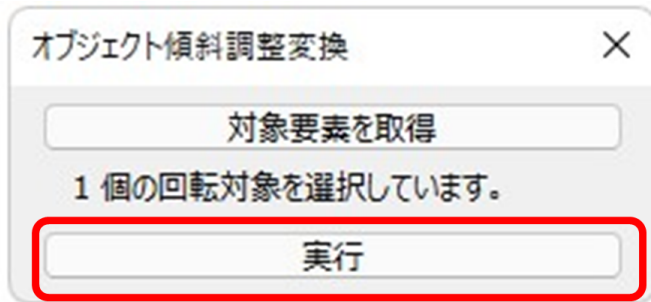 オブジェクト傾斜調整変換
対象要素を取得
1 個の回転対象を選択しています。
実行